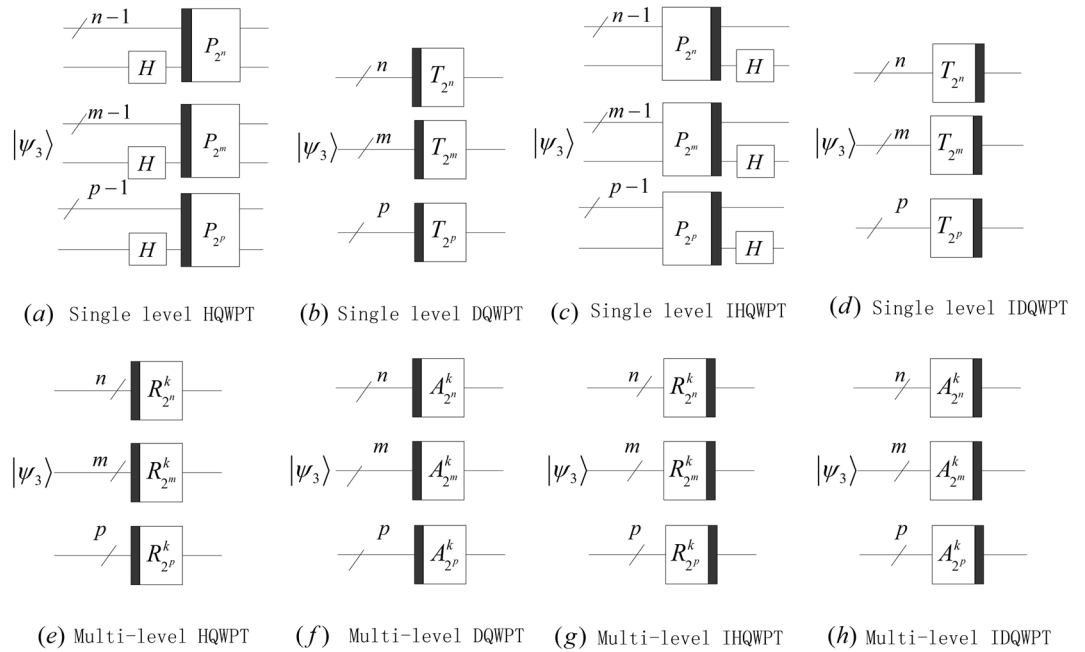 n−1
H
P_{2^n}
m−1
|ψ_3⟩
H
P_{2^m}
p−1
H
P_{2^p}
(a) Single level HQWPT
n
T_{2^n}
|ψ_3⟩
m
T_{2^m}
p
T_{2^p}
(b) Single level DQWPT
n−1
P_{2^n}
H
m−1
|ψ_3⟩
P_{2^m}
H
p−1
P_{2^p}
H
(c) Single level IHQWPT
n
T_{2^n}
|ψ_3⟩
m
T_{2^m}
p
T_{2^p}
(d) Single level IDQWPT
n
R^k_{2^n}
|ψ_3⟩
m
R^k_{2^m}
p
R^k_{2^p}
(e) Multi-level HQWPT
n
A^k_{2^n}
|ψ_3⟩
m
A^k_{2^m}
p
A^k_{2^p}
(f) Multi-level DQWPT
n
R^k_{2^n}
|ψ_3⟩
m
R^k_{2^m}
p
R^k_{2^p}
(g) Multi-level IHQWPT
n
A^k_{2^n}
|ψ_3⟩
m
A^k_{2^m}
p
A^k_{2^p}
(h) Multi-level IDQWPT